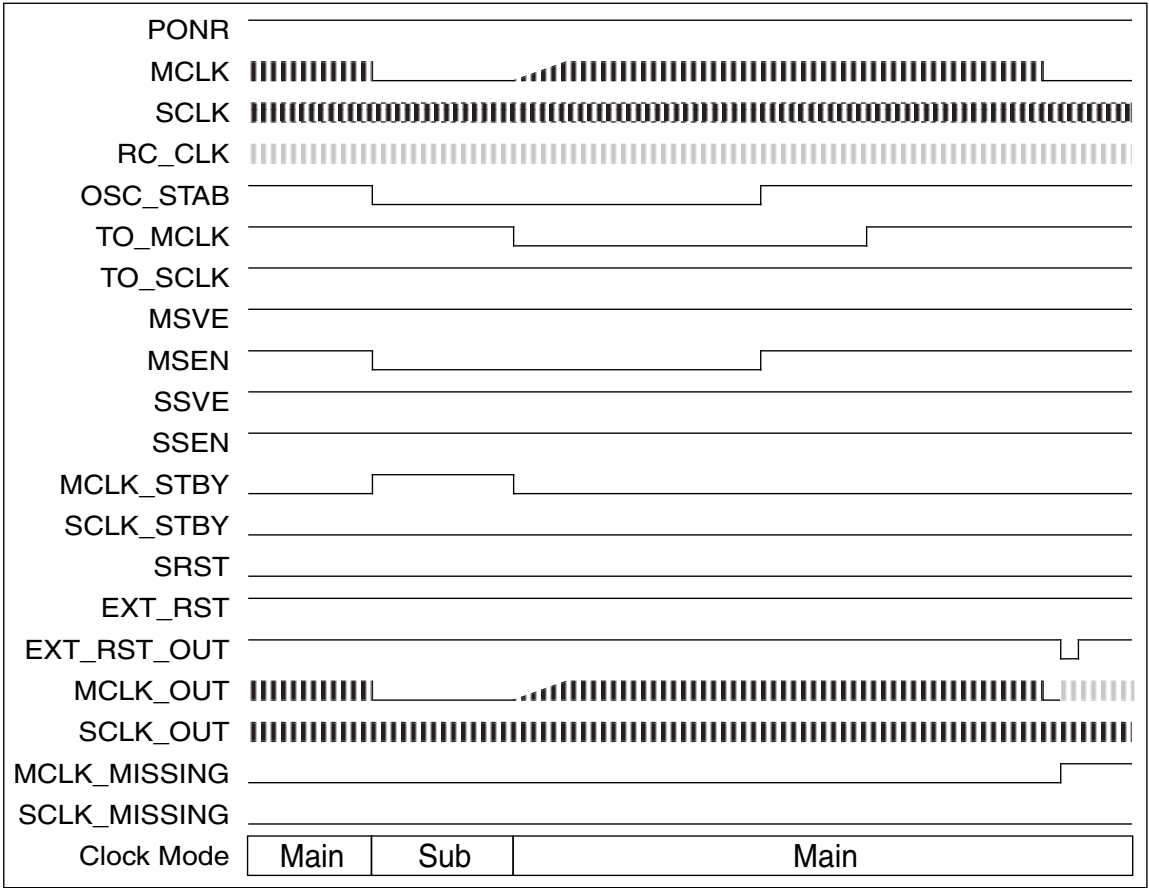 PONR
MCLK
SCLK
RC_CLK
OSC_STAB
TO_MCLK
TO_SCLK
MSVE
MSEN
SSVE
SSEN
MCLK_STBY
SCLK_STBY
SRST
EXT_RST
EXT_RST_OUT
MCLK_OUT
SCLK_OUT
MCLK_MISSING
SCLK_MISSING
Clock Mode Main Sub Main